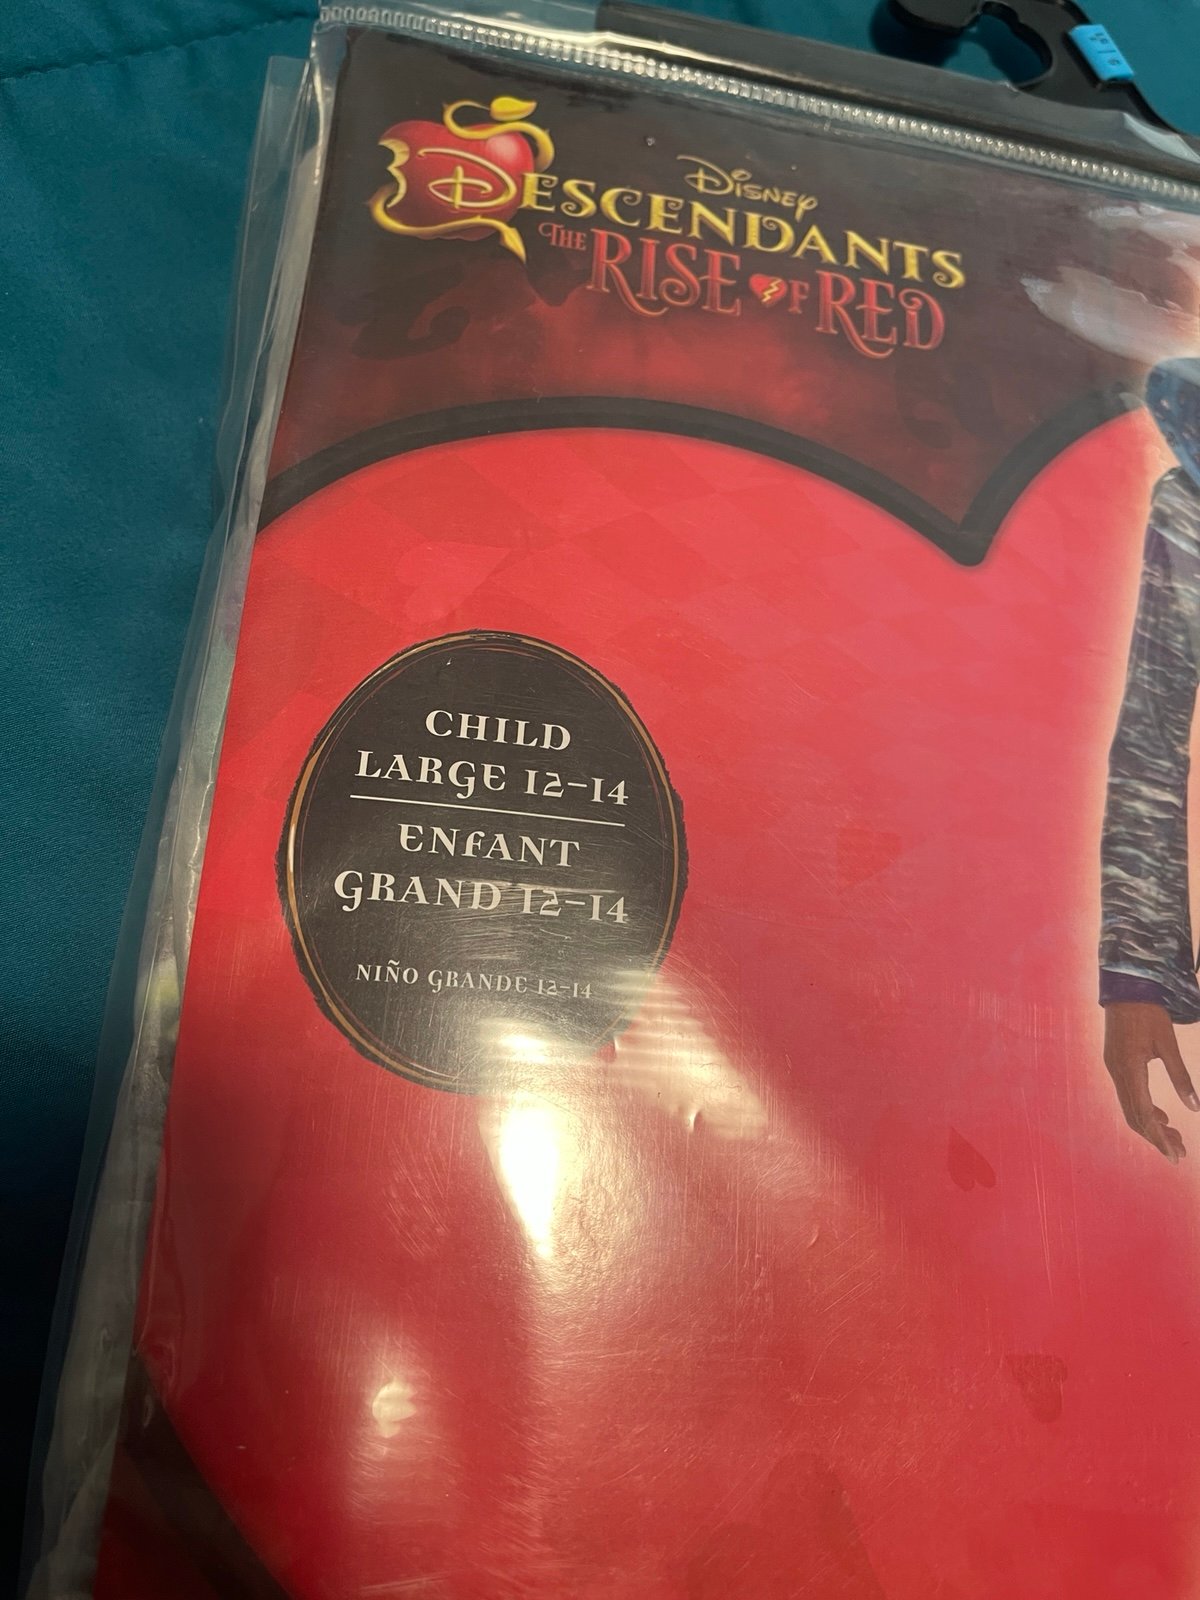 Disney
DESCENDANTS
THE RISE OF RED
CHILD
LARGE 12-14
ENFANT
GRAND 12-14
NIÑO GRANDE 12-14